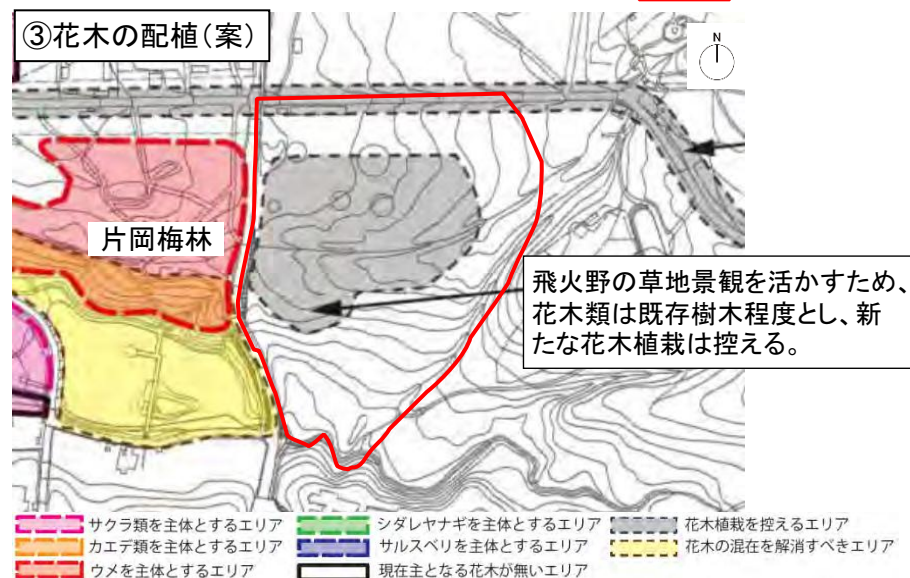 ③花木の配植(案)
N
片岡梅林
飛火野の草地景観を活かすため、
花木類は既存樹木程度とし、新
たな花木植栽は控える。
サクラ類を主体とするエリア
シダレヤナギを主体とするエリア
花木植栽を控えるエリア
カエデ類を主体とするエリア
サルスベリを主体とするエリア
花木の混在を解消すべきエリア
ウメを主体とするエリア
現在主となる花木が無いエリア